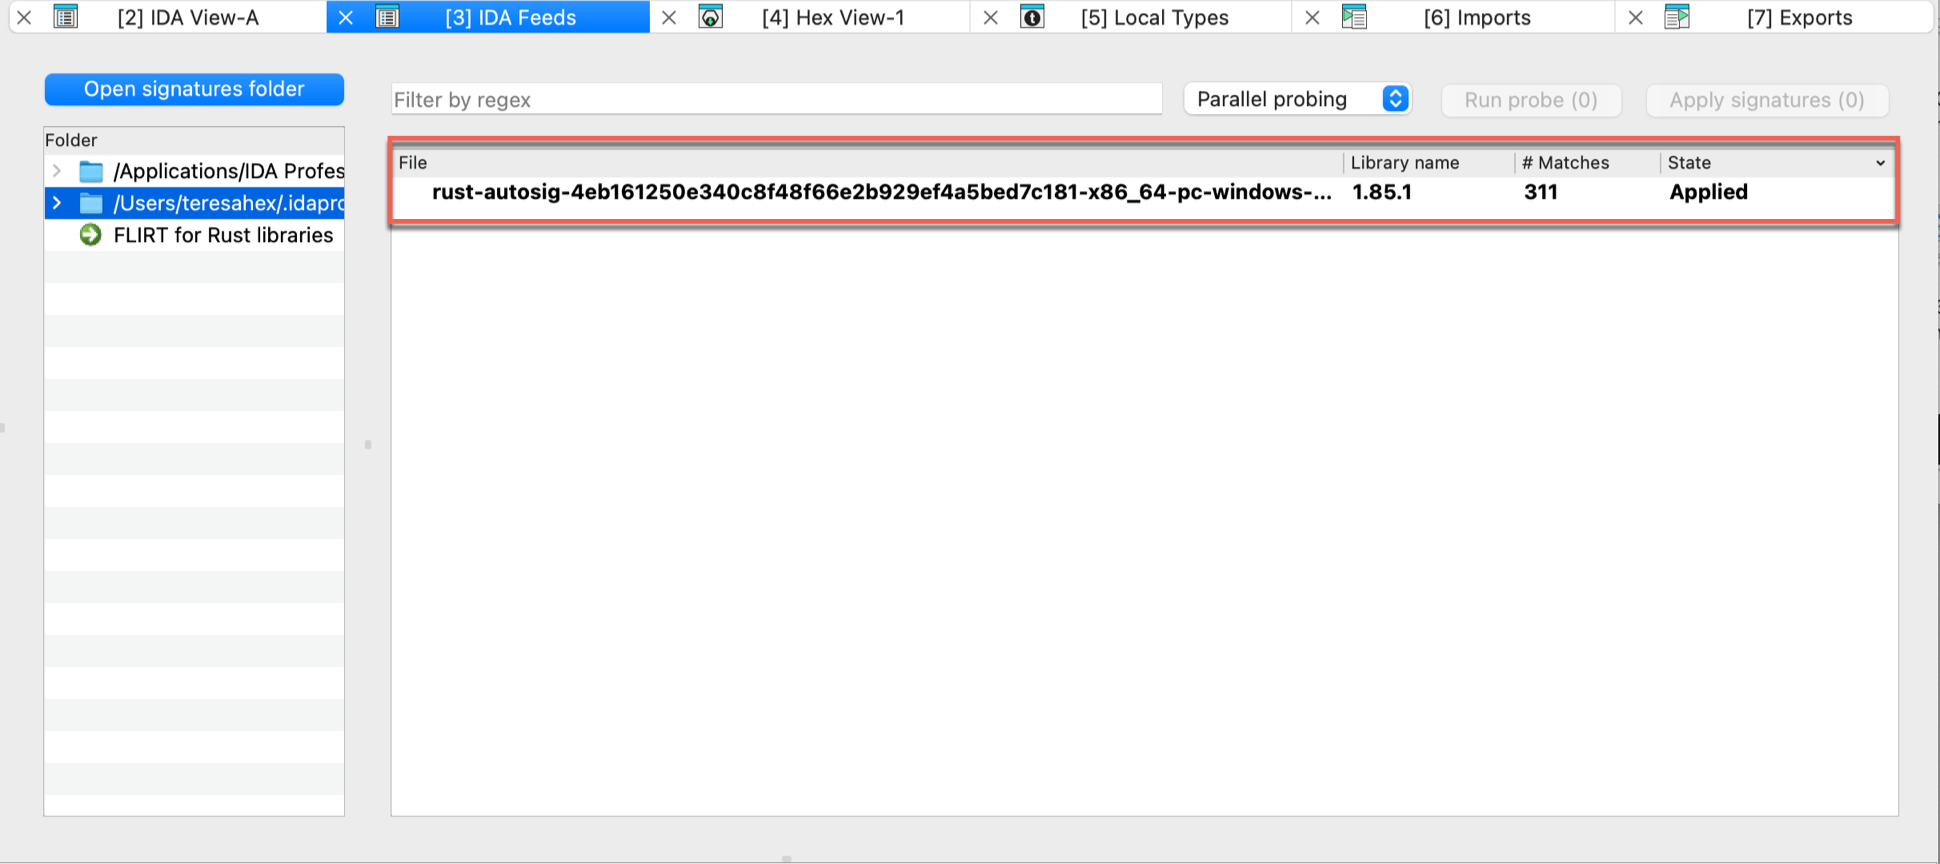 [2] IDA View-A
[3] IDA Feeds
[4] Hex View-1
[5] Local Types
[6] Imports
[7] Exports
Open signatures folder
Filter by regex
Parallel probing
Run probe (0)
Apply signatures (0)
Folder
/Applications/IDA Profes
/Users/teresahex/.idapro
FLIRT for Rust libraries
File Library name # Matches State
rust-autosig-4eb161250e340c8f48f66e2b929ef4a5bed7c181-x86_64-pc-windows-... 1.85.1 311 Applied